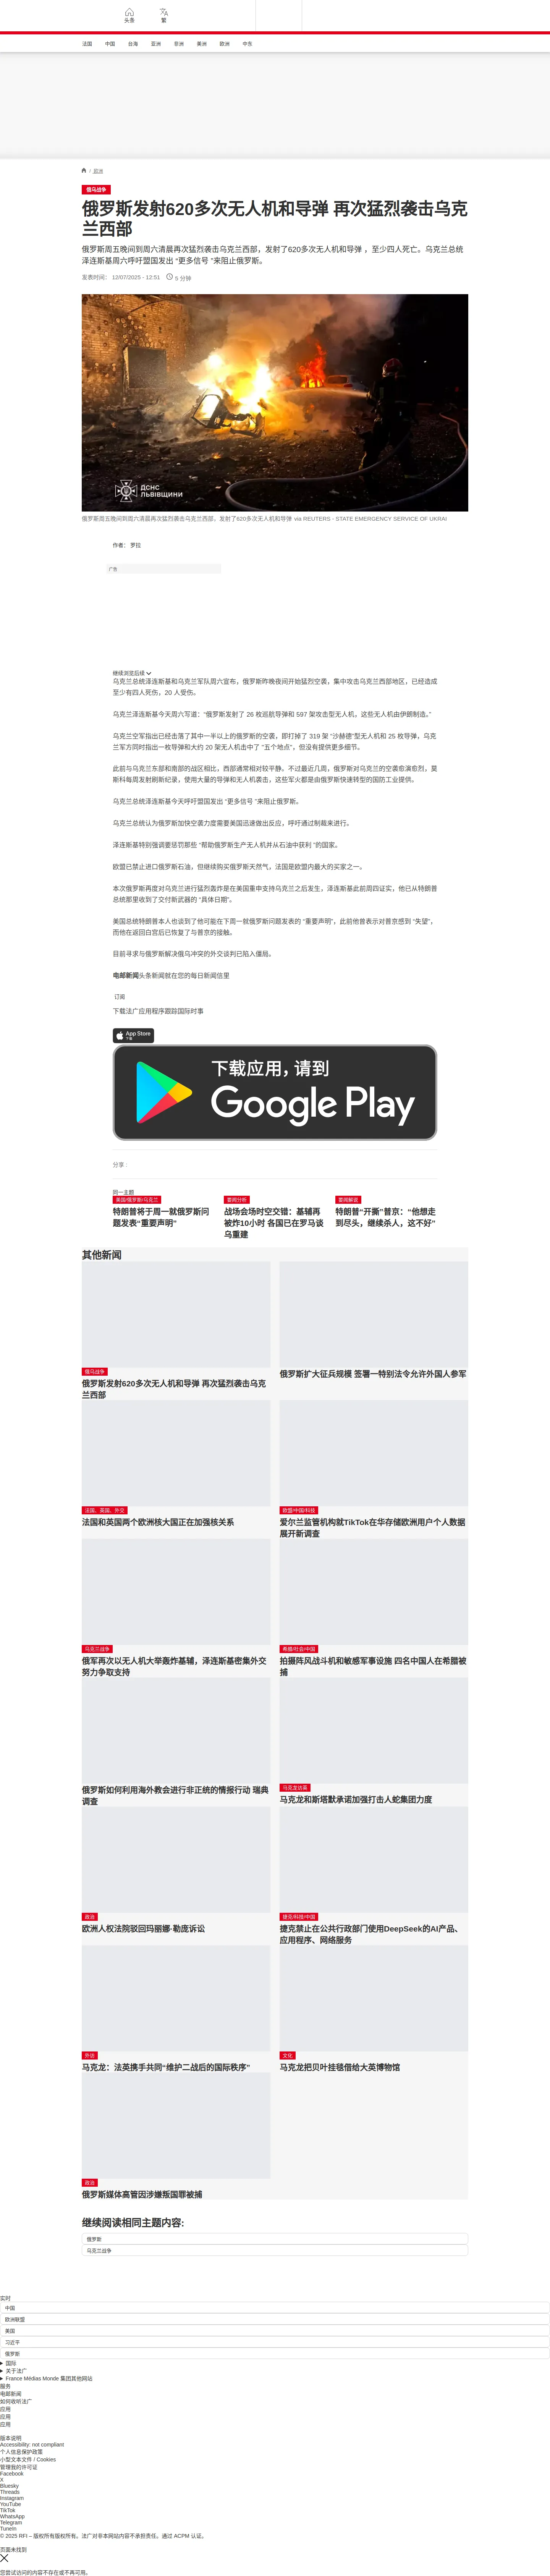 头条
繁
法国
中国
台海
亚洲
非洲
美洲
欧洲
中东
/ 欧洲
俄乌战争
俄罗斯发射620多次无人机和导弹 再次猛烈袭击乌克
兰西部
俄罗斯周五晚间到周六清晨再次猛烈袭击乌克兰西部，发射了620多次无人机和导弹 ，至少四人死亡。乌克兰总统
泽连斯基周六呼吁盟国发出 “更多信号 ”来阻止俄罗斯。
发表时间： 12/07/2025 - 12:51
5 分钟
ДСНС
ЛЬВІВЩИНИ
俄罗斯周五晚间到周六清晨再次猛烈袭击乌克兰西部，发射了620多次无人机和导弹 via REUTERS - STATE EMERGENCY SERVICE OF UKRAI
作者： 罗拉
广告
继续浏览后续
乌克兰总统泽连斯基和乌克兰军队周六宣布，俄罗斯昨晚夜间开始猛烈空袭，集中攻击乌克兰西部地区，已经造成
至少有四人死伤，20 人受伤。
乌克兰泽连斯基今天周六写道：“俄罗斯发射了 26 枚巡航导弹和 597 架攻击型无人机，这些无人机由伊朗制造。”
乌克兰空军指出已经击落了其中一半以上的俄罗斯的空袭，即打掉了 319 架 “沙赫德”型无人机和 25 枚导弹，乌克
兰军方同时指出一枚导弹和大约 20 架无人机击中了 “五个地点”，但没有提供更多细节。
此前与乌克兰东部和南部的战区相比，西部通常相对较平静。不过最近几周，俄罗斯对乌克兰的空袭愈演愈烈，莫
斯科每周发射刷新纪录，使用大量的导弹和无人机袭击，这些军火都是由俄罗斯快速转型的国防工业提供。
乌克兰总统泽连斯基今天呼吁盟国发出 “更多信号 ”来阻止俄罗斯。
乌克兰总统认为俄罗斯加快空袭力度需要美国迅速做出反应，呼吁通过制裁来进行。
泽连斯基特别强调要惩罚那些 “帮助俄罗斯生产无人机并从石油中获利 ”的国家。
欧盟已禁止进口俄罗斯石油，但继续购买俄罗斯天然气，法国是欧盟内最大的买家之一。
本次俄罗斯再度对乌克兰进行猛烈轰炸是在美国重申支持乌克兰之后发生，泽连斯基此前周四证实，他已从特朗普
总统那里收到了交付新武器的 “具体日期”。
美国总统特朗普本人也谈到了他可能在下周一就俄罗斯问题发表的 “重要声明”，此前他曾表示对普京感到 “失望”，
而他在返回白宫后已恢复了与普京的接触。
目前寻求与俄罗斯解决俄乌冲突的外交谈判已陷入僵局。
电邮新闻头条新闻就在您的每日新闻信里
订阅
下载法广应用程序跟踪国际时事
App Store
下载
下载应用，请到
Google Play
分享 :
同一主题
美国/俄罗斯/乌克兰
特朗普将于周一就俄罗斯问
题发表“重要声明”
要闻分析
战场会场时空交错：基辅再
被炸10小时 各国已在罗马谈
乌重建
要闻解说
特朗普“开撕”普京：“他想走
到尽头，继续杀人，这不好”
其他新闻
俄乌战争
俄罗斯发射620多次无人机和导弹 再次猛烈袭击乌克
兰西部
俄罗斯扩大征兵规模 签署一特别法令允许外国人参军
法国、英国、外交
法国和英国两个欧洲核大国正在加强核关系
欧盟/中国/科技
爱尔兰监管机构就TikTok在华存储欧洲用户个人数据
展开新调查
乌克兰战争
俄军再次以无人机大举轰炸基辅，泽连斯基密集外交
努力争取支持
希腊/社会/中国
拍摄阵风战斗机和敏感军事设施 四名中国人在希腊被
捕
俄罗斯如何利用海外教会进行非正统的情报行动 瑞典
调查
马克龙访英
马克龙和斯塔默承诺加强打击人蛇集团力度
政治
欧洲人权法院驳回玛丽娜·勒庞诉讼
捷克/科技/中国
捷克禁止在公共行政部门使用DeepSeek的AI产品、
应用程序、网络服务
外访
马克龙：法英携手共同“维护二战后的国际秩序”
文化
马克龙把贝叶挂毯借给大英博物馆
政治
俄罗斯媒体高管因涉嫌叛国罪被捕
继续阅读相同主题内容:
俄罗斯
乌克兰战争
实时
中国
欧洲联盟
美国
习近平
俄罗斯
国际
关于法广
France Médias Monde 集团其他网站
服务
电邮新闻
如何收听法广
应用
应用
应用
版本说明
Accessibility: not compliant
个人信息保护政策
小型文本文件 / Cookies
管理我的许可证
Facebook
X
Bluesky
Threads
Instagram
YouTube
TikTok
WhatsApp
Telegram
TuneIn
© 2025 RFI – 版权所有版权所有。法广对非本网站内容不承担责任。通过 ACPM 认证。
页面未找到
您尝试访问的内容不存在或不再可用。